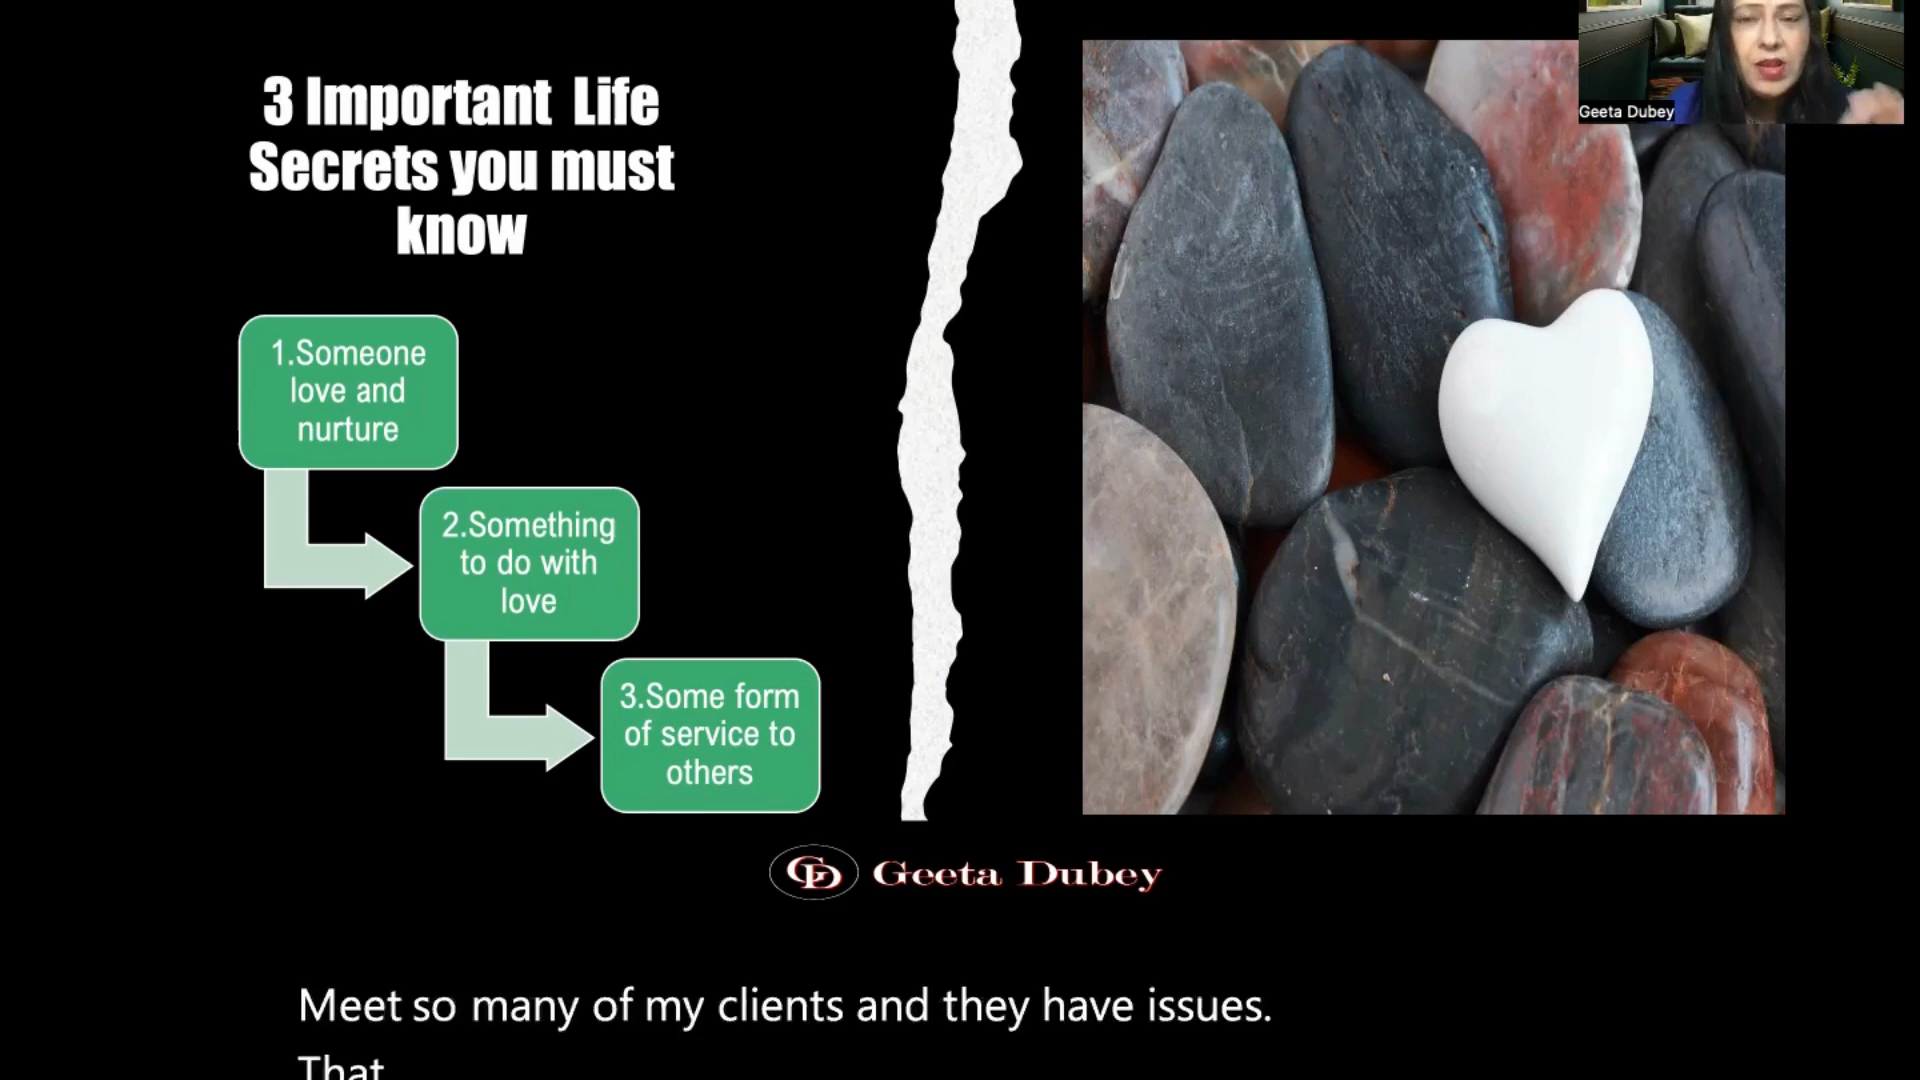 3 Important Life
Secrets you must
know
1.Someone
love and
nurture
2.Something
to do with
love
3.Some form
of service to
others
Geeta Dubey
GD Geeta Dubey
Meet so many of my clients and they have issues.
That